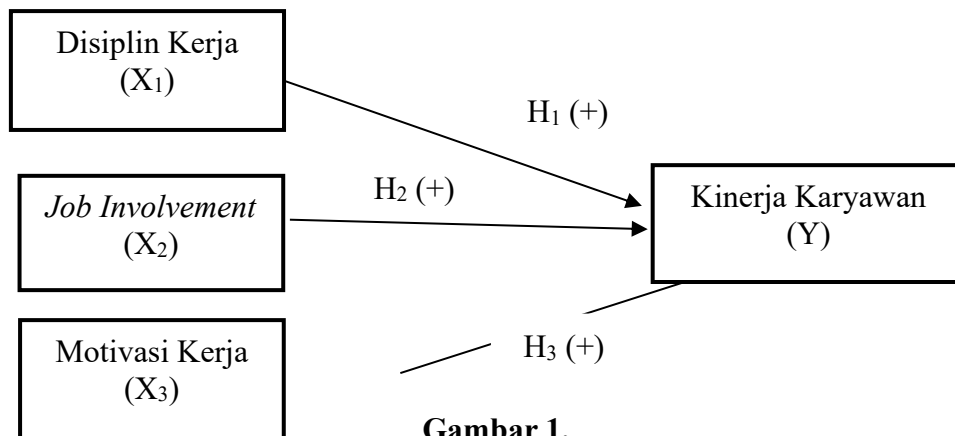 Disiplin Kerja
(X₁)
H₁ (+)
Job Involvement
(X₂)
H₂ (+)
Kinerja Karyawan
(Y)
Motivasi Kerja
(X₃)
H₃ (+)
Gambar 1.